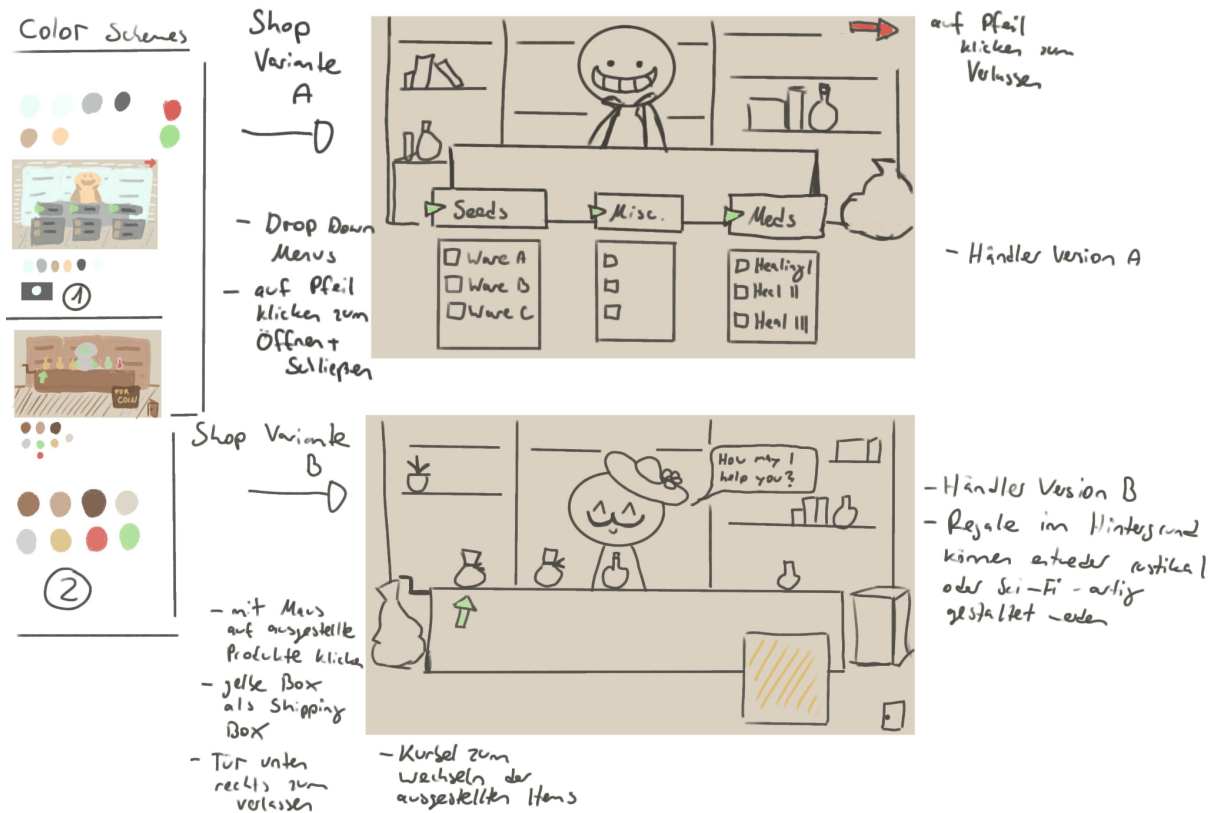 Color Schemes
1
FOR
COIN
2
Shop
Variante
A
- Drop Down
Menus
- auf Pfeil
klicken zum
Öffnen +
Schließen
Seeds
Misc.
Meds
Ware A
Ware B
Ware C
Healing I
Heal II
Heal III
auf Pfeil
klicken zum
Verlassen
- Händler Version A
Shop Variante
B
- mit Maus
auf ausgestellte
Produkte klicken
- gelbe Box
als Shipping
Box
- Tür unten
rechts zum
verlassen
How may I
help you?
- Kurbel zum
wechseln der
ausgestellten Items
- Händler Version B
- Regale im Hintergrund
können entweder rustikal
oder Sci-Fi-artig
gestaltet werden